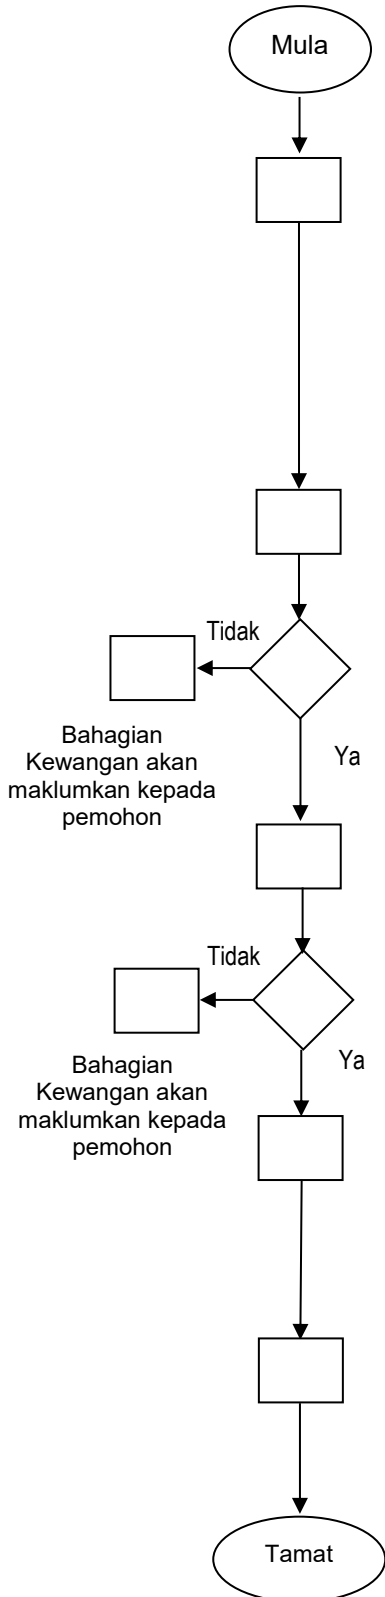 Mula
Tidak
Bahagian
Kewangan akan
maklumkan kepada
pemohon
Ya
Tidak
Bahagian
Kewangan akan
maklumkan kepada
pemohon
Ya
Tamat